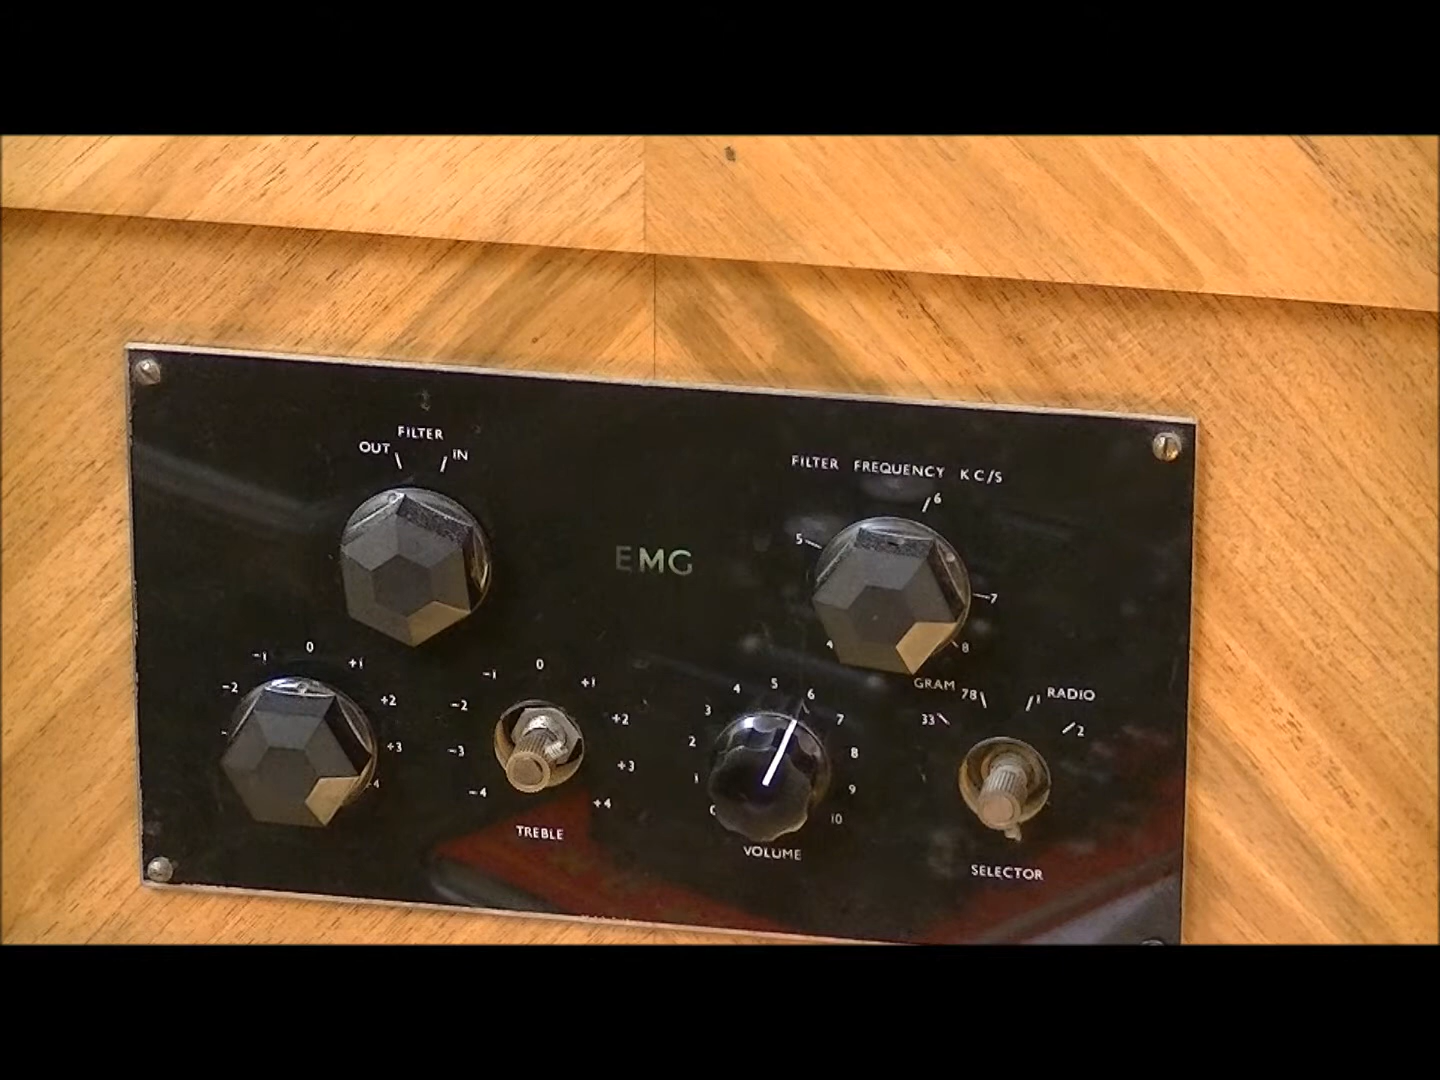 FILTER
OUT IN
FILTER FREQUENCY KC/S
4 5 6 7 8
EMG
-2 -1 0 +1 +2 +3
-4 -3 -2 -1 0 +1 +2 +3 +4
TREBLE
0 1 2 3 4 5 6 7 8 9 10
VOLUME
GRAM 33 78 1 RADIO 2
SELECTOR